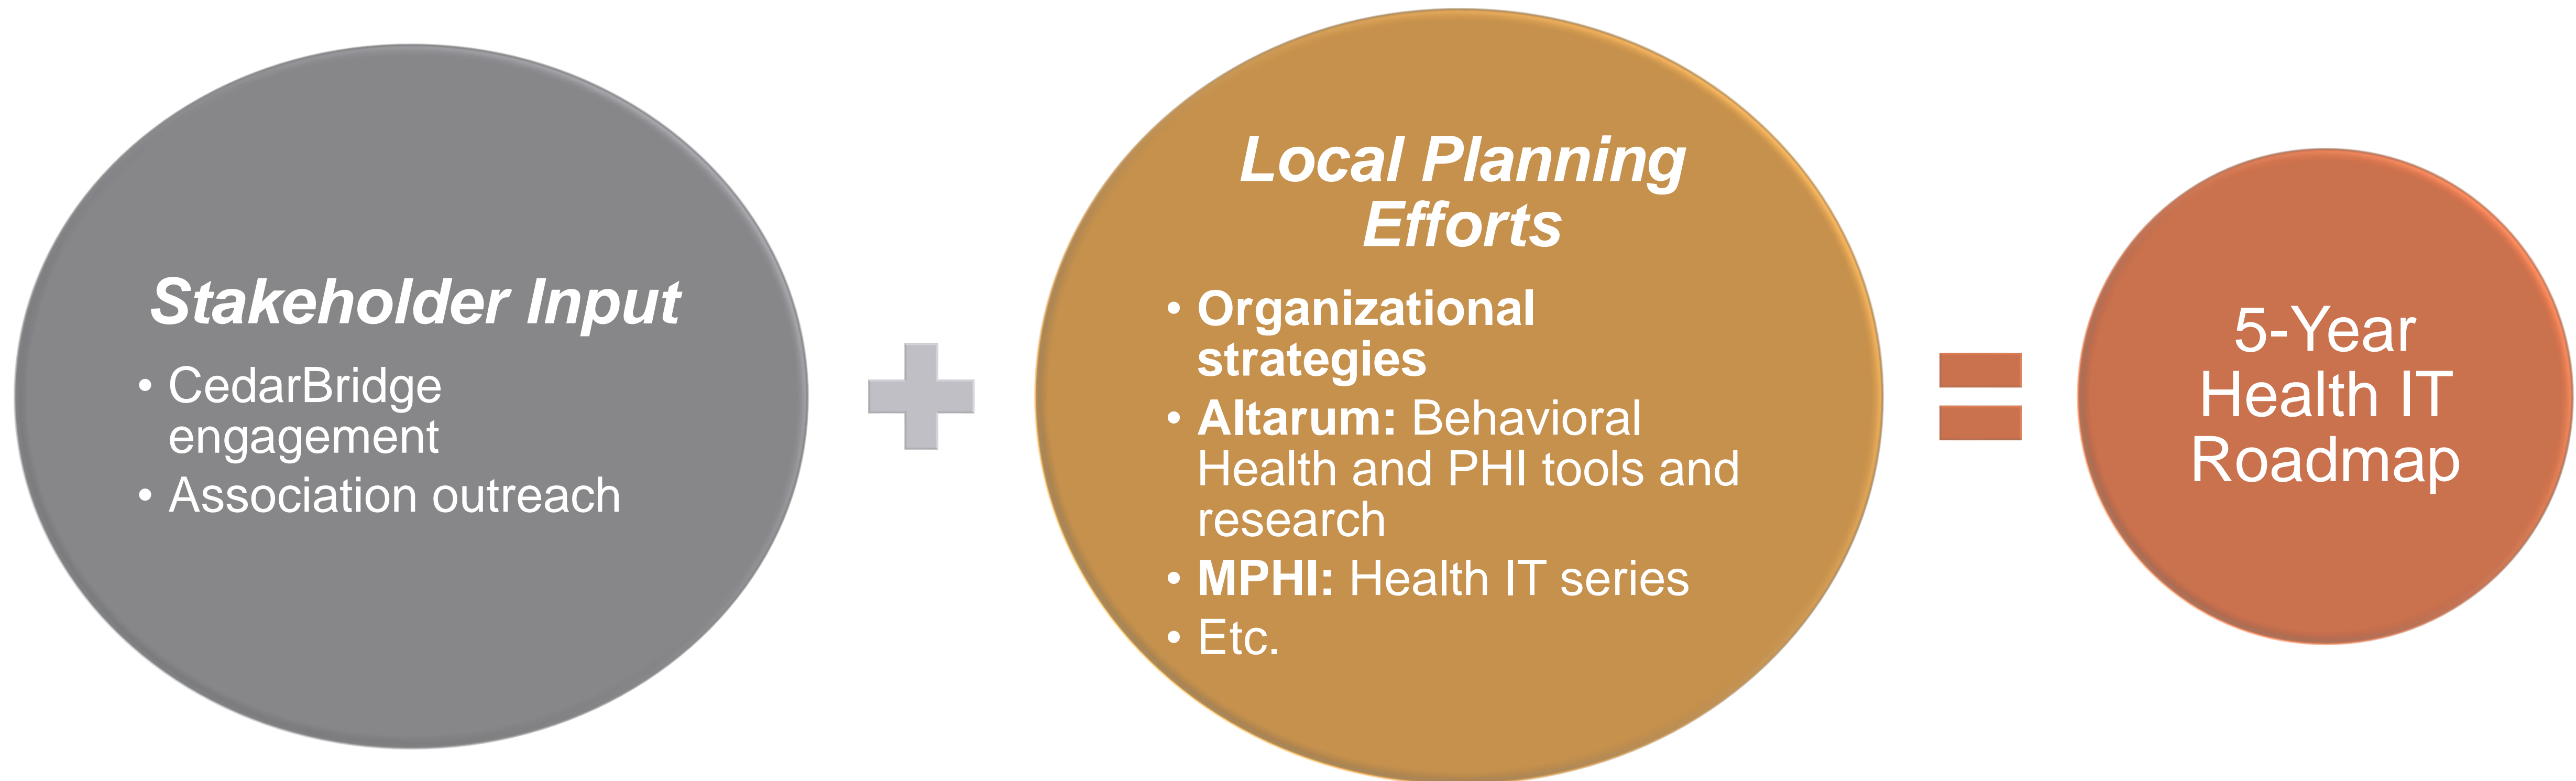 Stakeholder Input
• CedarBridge
engagement
• Association outreach
Local Planning
Efforts
• Organizational
strategies
• Altarum: Behavioral
Health and PHI tools and
research
• MPHI: Health IT series
• Etc.
5-Year
Health IT
Roadmap